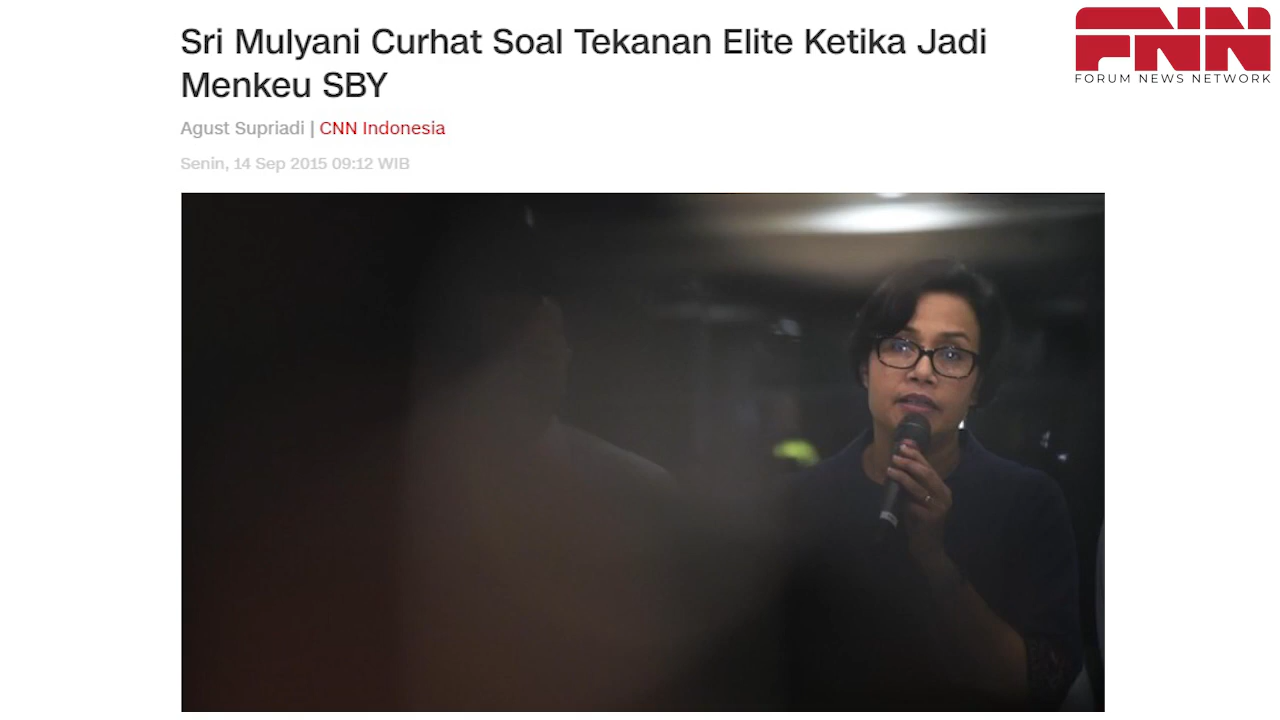 Sri Mulyani Curhat Soal Tekanan Elite Ketika Jadi
Menkeu SBY
Agust Supriadi | CNN Indonesia
Senin, 14 Sep 2015 09:12 WIB
FNN
FORUM NEWS NETWORK